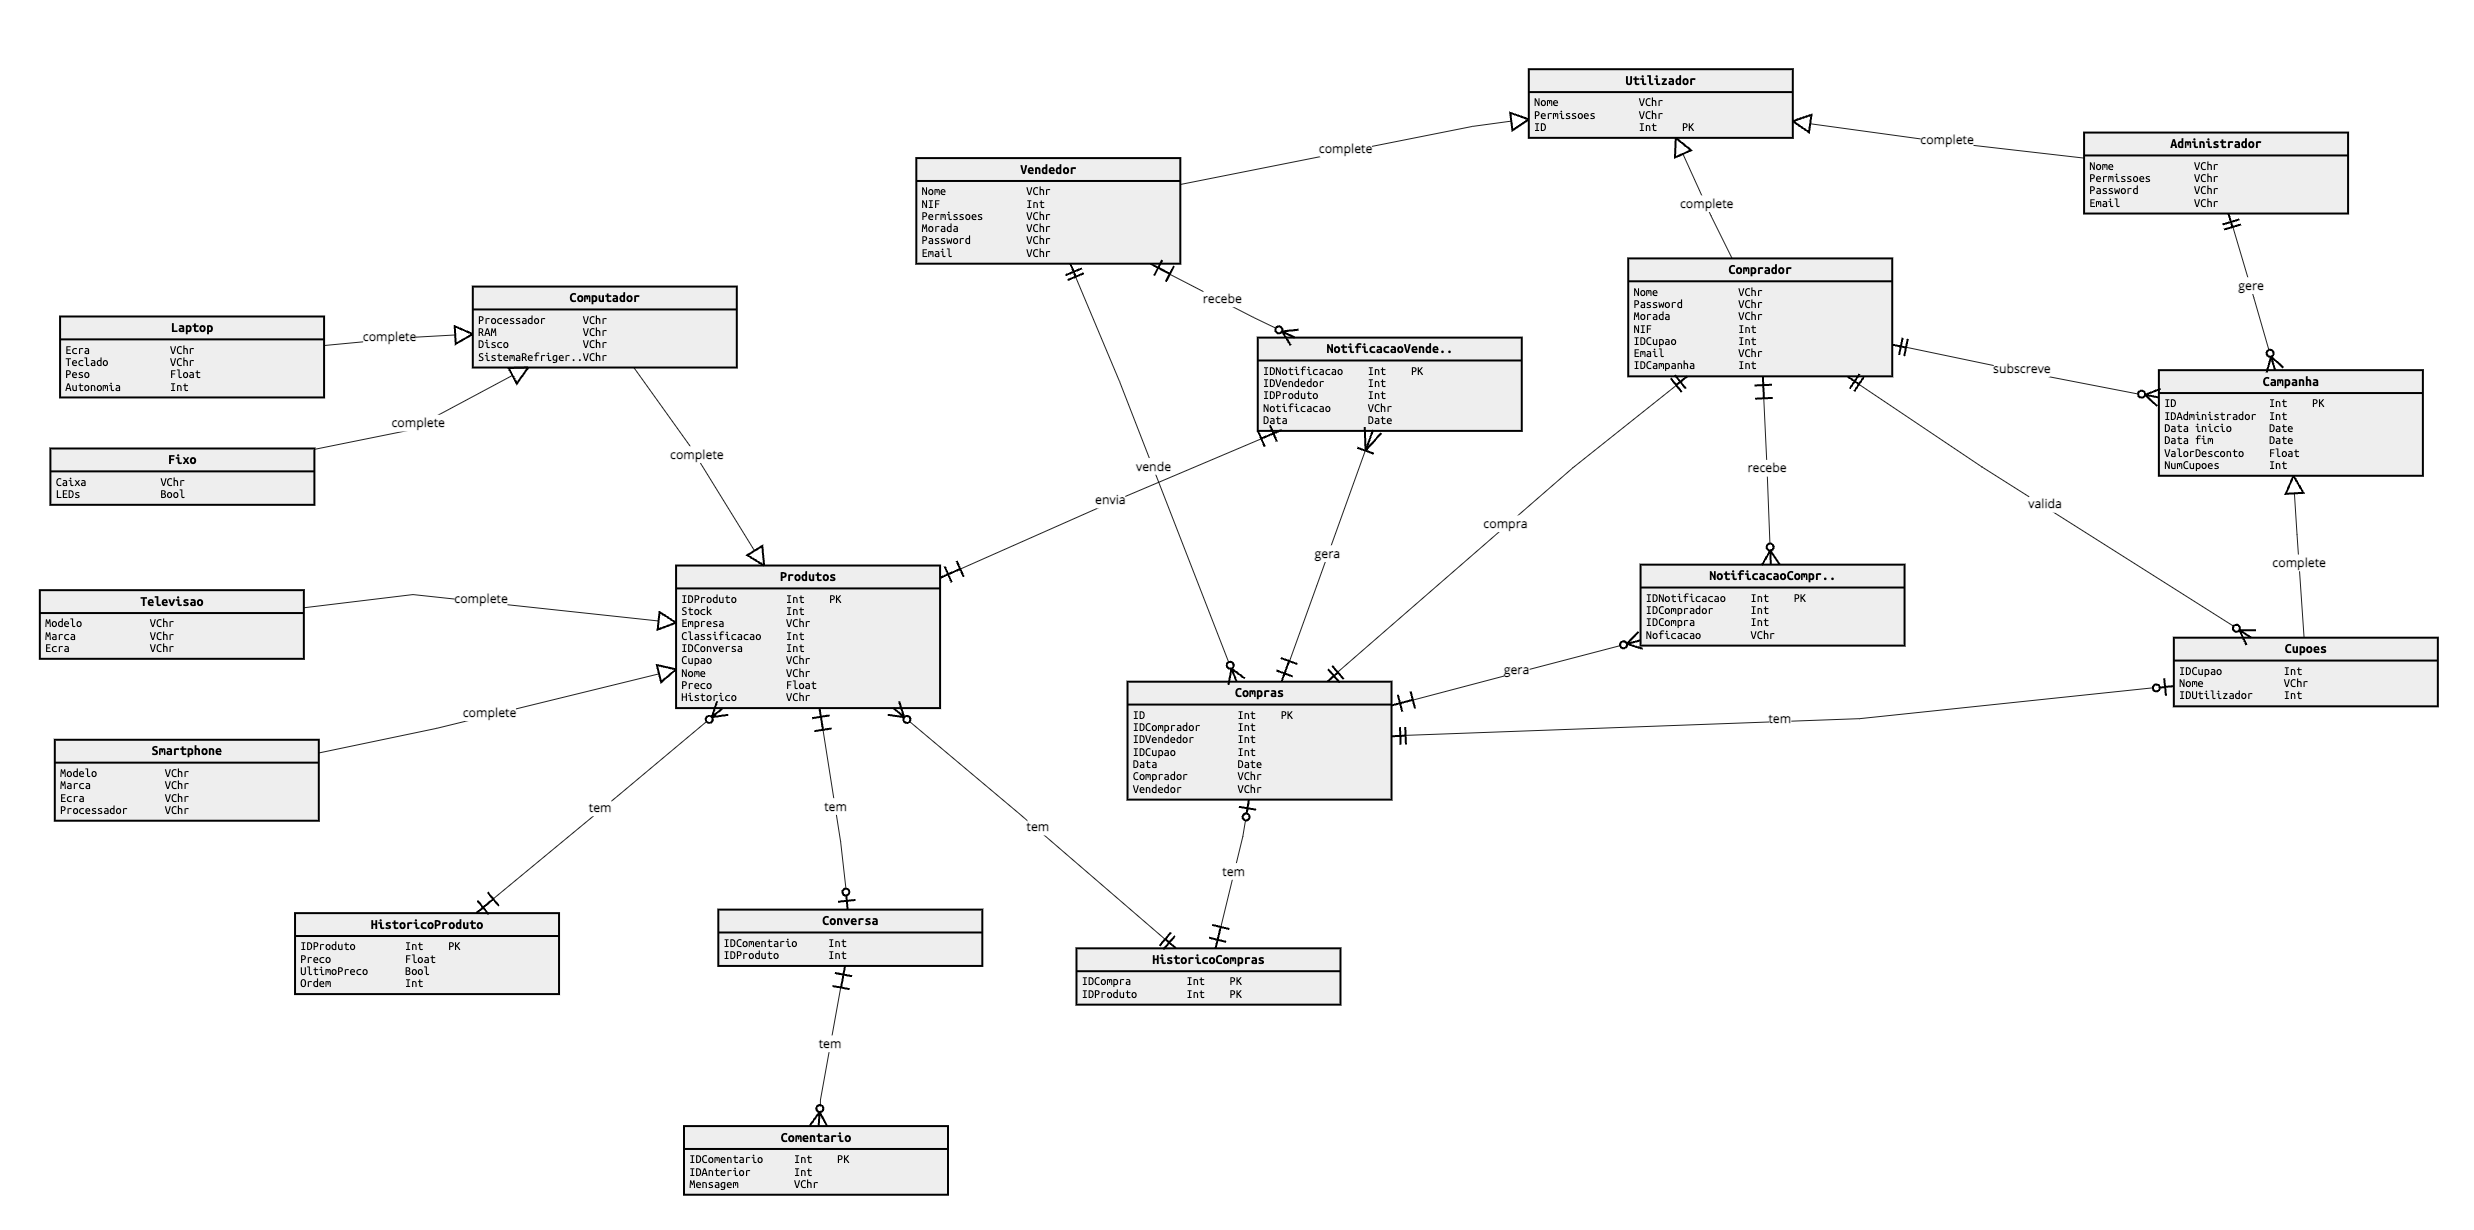 Utilizador
Nome VChr
Permissoes VChr
ID Int PK
complete
complete
complete
Administrador
Nome VChr
Permissoes VChr
Password VChr
Email VChr
Vendedor
Nome VChr
NIF Int
Permissoes VChr
Morada VChr
Password VChr
Email VChr
Comprador
Nome VChr
Password VChr
Morada VChr
NIF Int
IDCupao Int
Email VChr
IDCampanha Int
gere
recebe
Computador
Processador VChr
RAM VChr
Disco VChr
SistemaRefriger..VChr
Laptop
Ecra VChr
Teclado VChr
Peso Float
Autonomia Int
complete
NotificacaoVende..
IDNotificacao Int PK
IDVendedor Int
IDProduto Int
Notificacao VChr
Data Date
subscreve
Campanha
ID Int PK
IDAdministrador Int
Data inicio Date
Data fim Date
ValorDesconto Float
NumCupoes Int
complete
Fixo
Caixa VChr
LEDs Bool
complete
vende
envia
gera
compra
recebe
valida
complete
Produtos
IDProduto Int PK
Stock Int
Empresa VChr
Classificacao Int
IDConversa Int
Cupao VChr
Nome VChr
Preco Float
Historico VChr
NotificacaoCompr..
IDNotificacao Int PK
IDComprador Int
IDCompra Int
Noficacao VChr
Televisao
Modelo VChr
Marca VChr
Ecra VChr
complete
Cupoes
IDCupao Int
Nome VChr
IDUtilizador Int
gera
tem
Compras
ID Int PK
IDComprador Int
IDVendedor Int
IDCupao Int
Data Date
Comprador VChr
Vendedor VChr
complete
Smartphone
Modelo VChr
Marca VChr
Ecra VChr
Processador VChr
tem
tem
tem
tem
HistoricoProduto
IDProduto Int PK
Preco Float
UltimoPreco Bool
Ordem Int
Conversa
IDComentario Int
IDProduto Int
HistoricoCompras
IDCompra Int PK
IDProduto Int PK
tem
Comentario
IDComentario Int PK
IDAnterior Int
Mensagem VChr